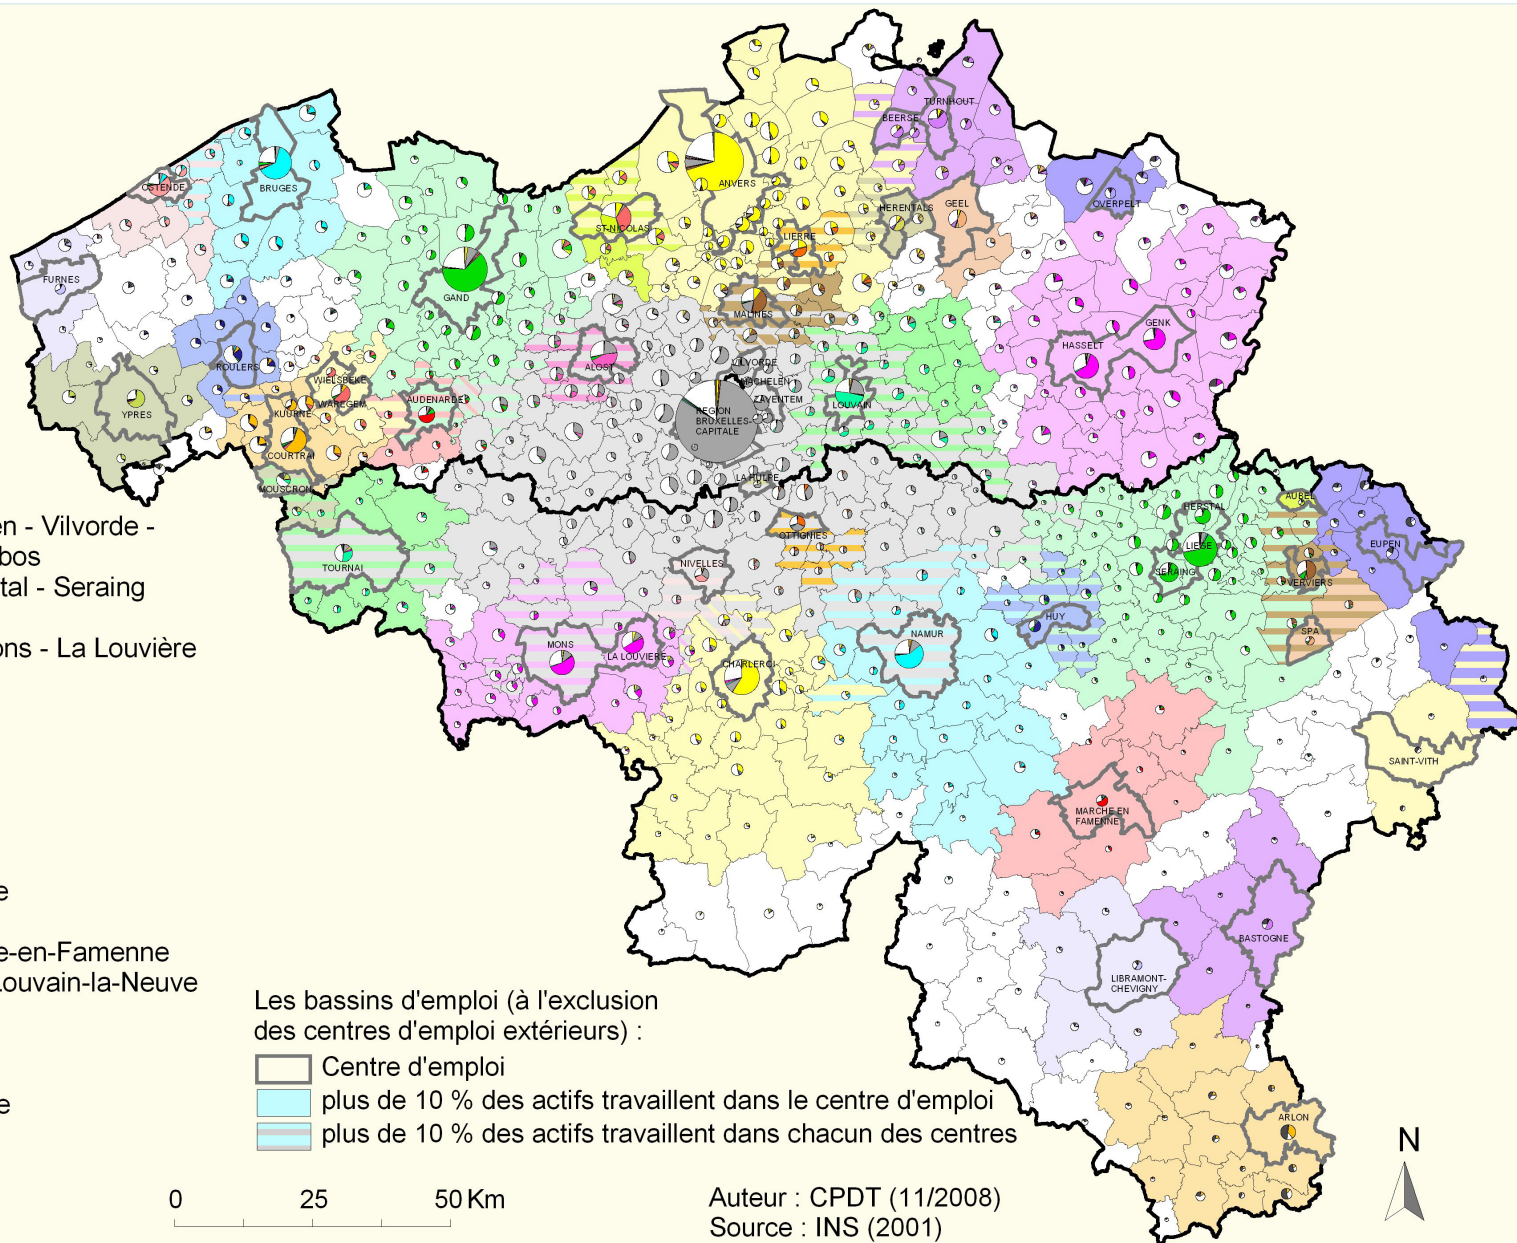 TURNHOUT
BEERSE
OSTENDE
BRUGES
ANVERS
OVERPELT
HERENTALS
GEEL
ST-NICOLAS
LIERRE
FURNES
GAND
MALINES
GENK
HASSELT
ROULERS
ALOST
VILVORDE
MACHELEN
ZAVENTEM
WIELSBEKE
WAREGEM
AUDENARDE
LOUVAIN
YPRES
KUURNE
REGION
BRUXELLES-
CAPITALE
COURTRAI
MOUSCRON
LA HULPE
AUBEL
HERSTAL
en - Vilvorde -
OTTIGNIES
LIEGE
EUPEN
bos
TOURNAI
NIVELLES
SERAING
VERVIERS
tal - Seraing
HUY
SPA
NAMUR
ons - La Louvière
MONS
LA LOUVIERE
CHARLEROI
SAINT-VITH
MARCHE EN
FAMENNE
e
BASTOGNE
e-en-Famenne
LIBRAMONT-
CHEVIGNY
Louvain-la-Neuve
Les bassins d'emploi (à l'exclusion
des centres d'emploi extérieurs) :
Centre d'emploi
plus de 10 % des actifs travaillent dans le centre d'emploi
e
plus de 10 % des actifs travaillent dans chacun des centres
ARLON
N
0 25 50 Km
Auteur : CPDT (11/2008)
Source : INS (2001)